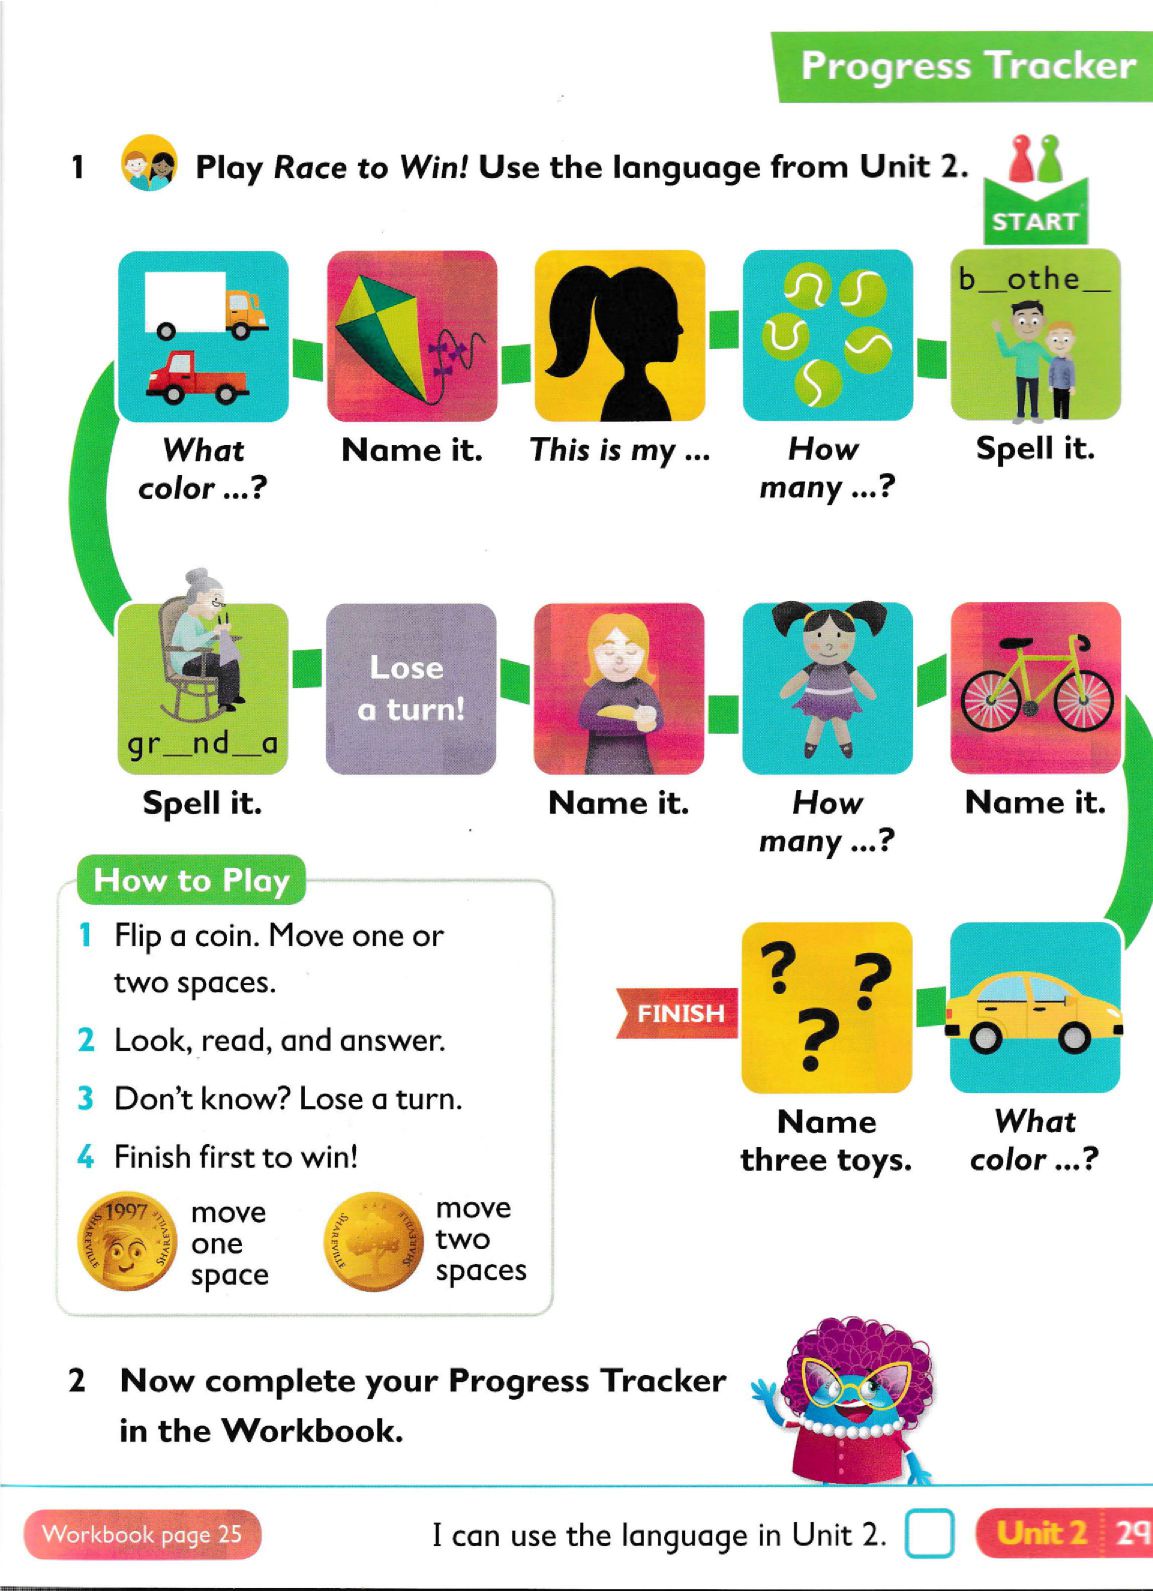 Progress Tracker
1 Play Race to Win! Use the language from Unit 2.
START
b__othe__
What
color ...?
Name it.
This is my ...
How
many ...?
Spell it.
gr__nd__a
Spell it.
Lose
a turn!
Name it.
How
many ...?
Name it.
How to Play
1 Flip a coin. Move one or
two spaces.
2 Look, read, and answer.
3 Don't know? Lose a turn.
4 Finish first to win!
1997
SHAREVILLE
SHAREVILLE
move
one
space
SHAREVILLE
SHAREVILLE
move
two
spaces
FINISH
? ? ?
Name
three toys.
What
color ...?
2 Now complete your Progress Tracker
in the Workbook.
Workbook page 25
I can use the language in Unit 2.
Unit 2 29